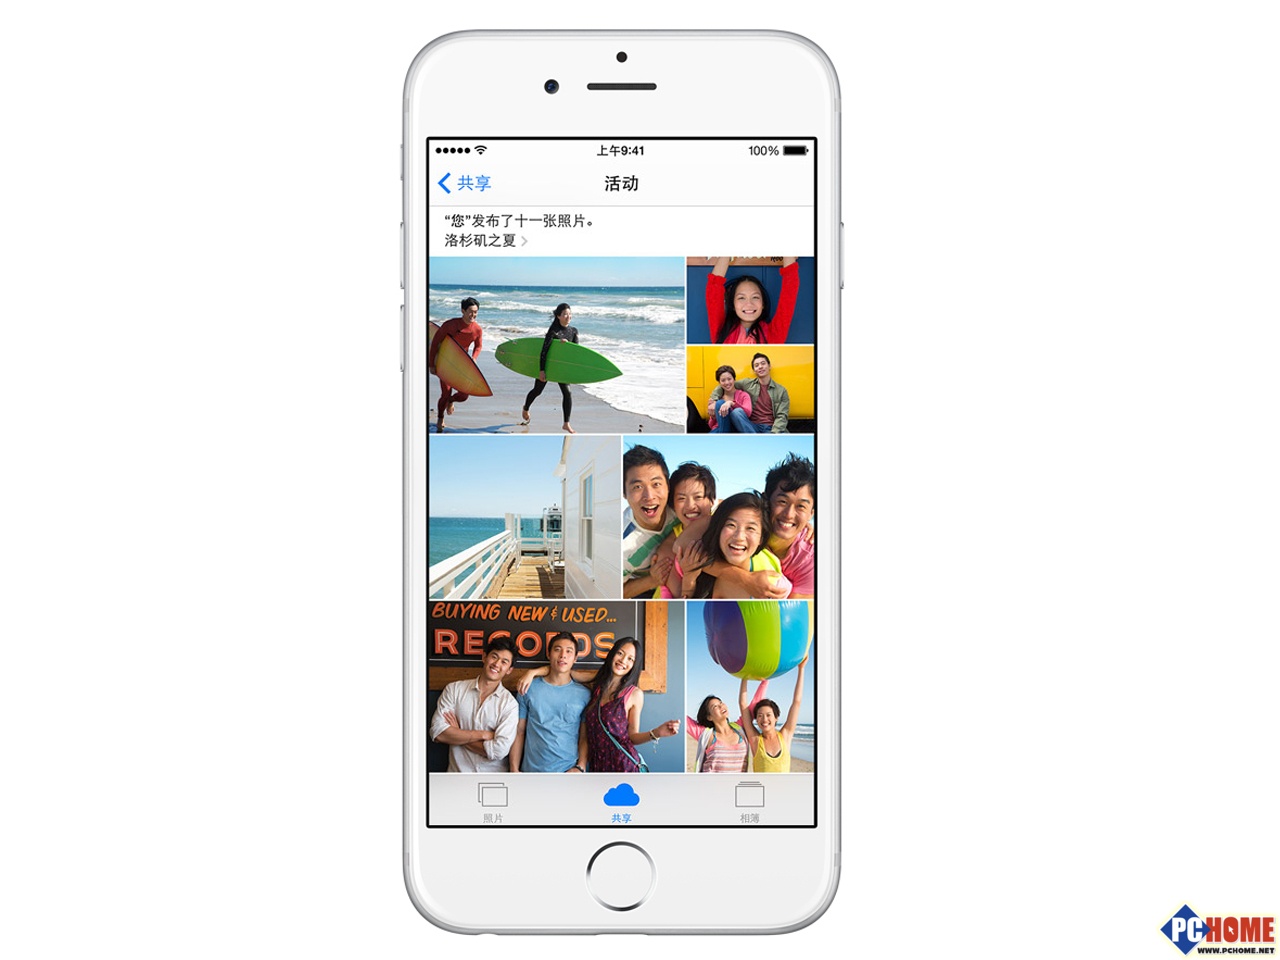 上午9:41
100%
共享
活动
“您”发布了十一张照片。
洛杉矶之夏
BUYING NEW & USED...
RECORDS
照片
共享
相簿
PCHOME
WWW.PCHOME.NET